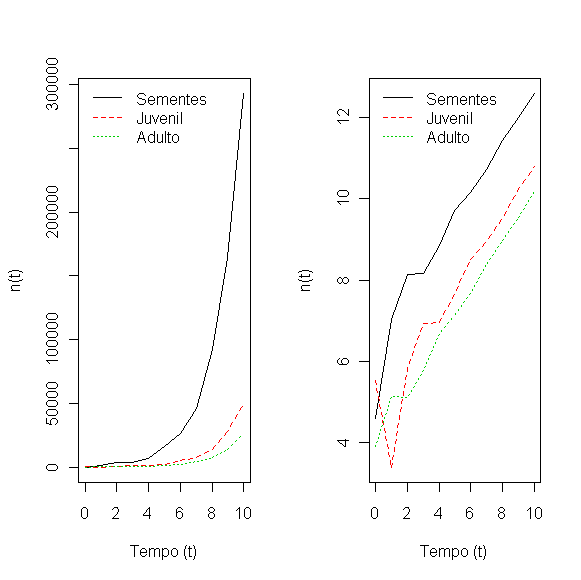 Sementes
Juvenil
Adulto
n(t)
0
50000
100000
200000
300000
0
2
4
6
8
10
Tempo (t)
Sementes
Juvenil
Adulto
n(t)
4
6
8
10
12
0
2
4
6
8
10
Tempo (t)